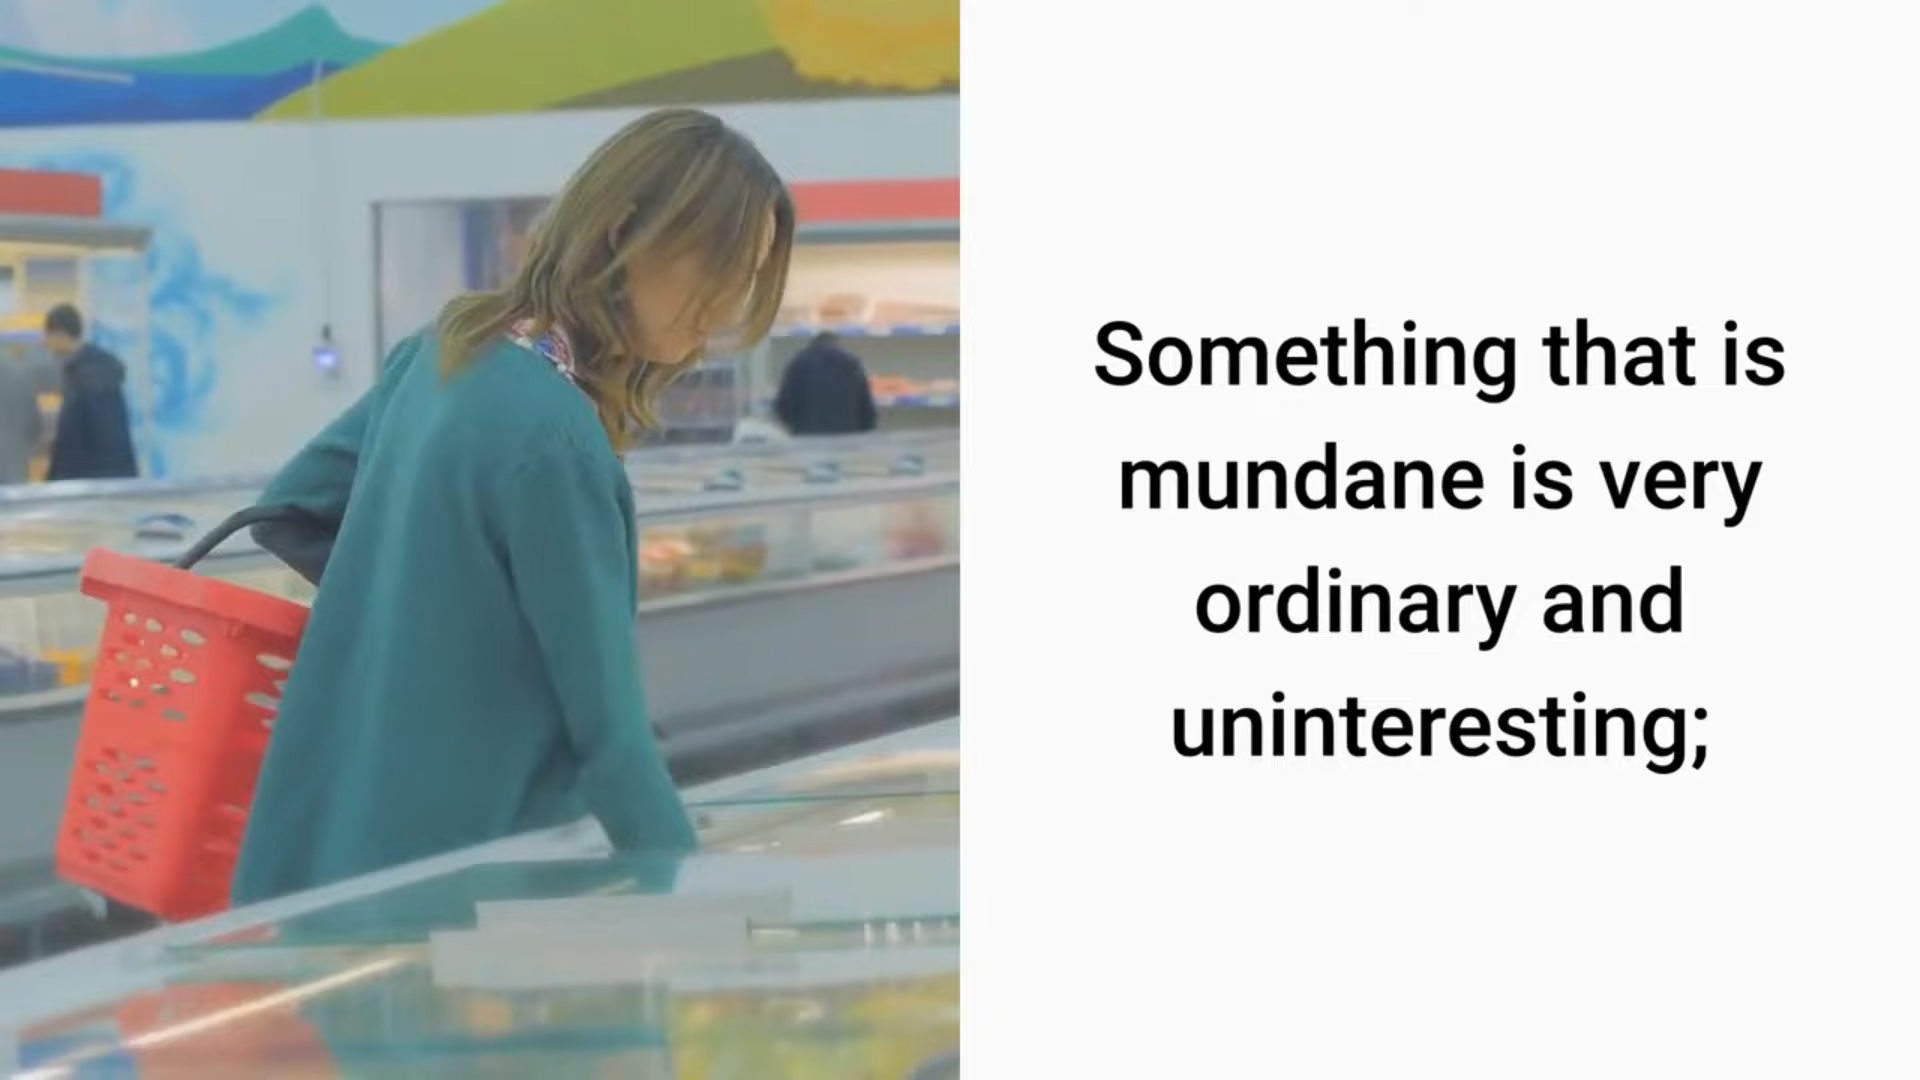 Something that is
mundane is very
ordinary and
uninteresting;